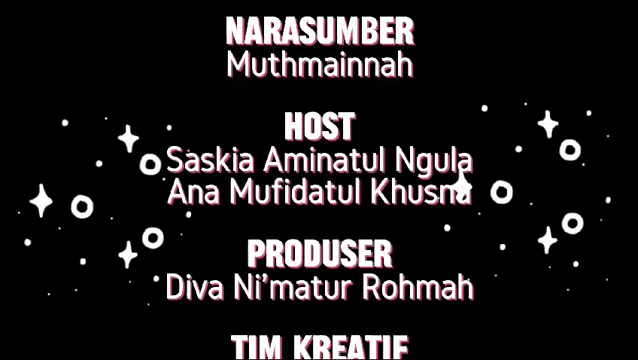 NARASUMBER
Muthmainnah
HOST
Saskia Aminatul Ngula
Ana Mufidatul Khusna
PRODUSER
Diva Ni'matur Rohmah
TIM KREATIF